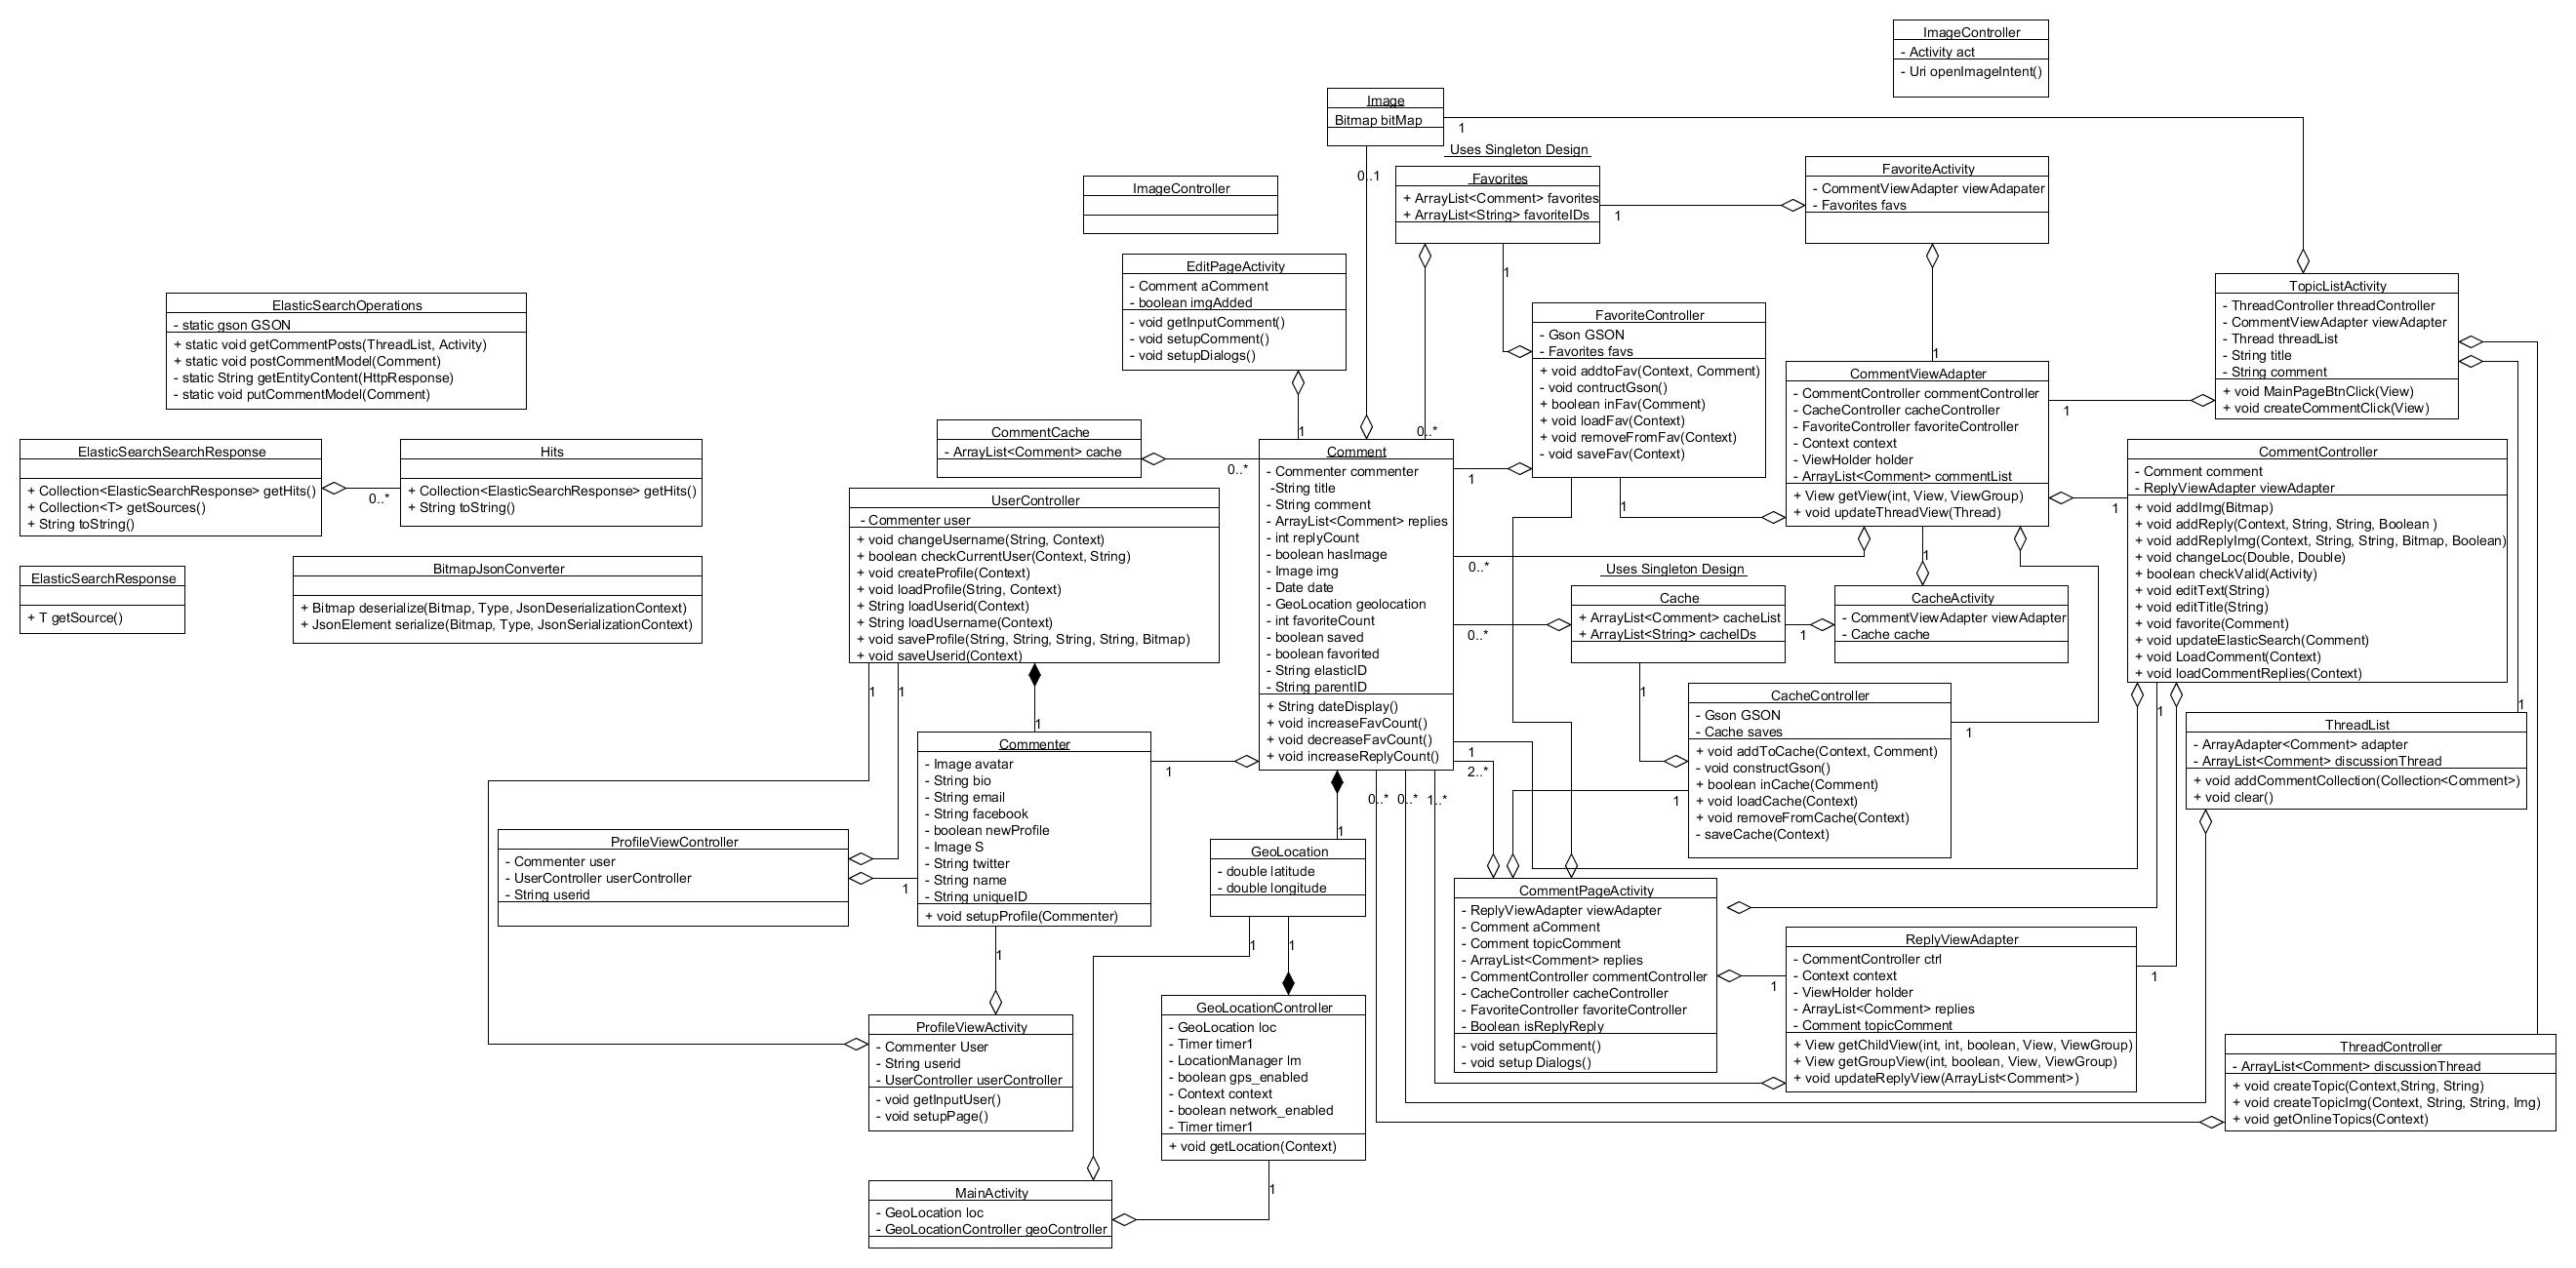 ImageController
- Activity act
- Uri openImageIntent()
Image
Bitmap bitMap
1
0..1
Uses Singleton Design
Favorites
+ ArrayList<Comment> favorites
+ ArrayList<String> favoriteIDs
1
1
0..*
FavoriteActivity
- CommentViewAdapter viewAdapater
- Favorites favs
1
ImageController
EditPageActivity
- Comment aComment
- boolean imgAdded
- void getInputComment()
- void setupComment()
- void setupDialogs()
1
TopicListActivity
- ThreadController threadController
- CommentViewAdapter viewAdapter
- Thread threadList
- String title
- String comment
+ void MainPageBtnClick(View)
+ void createCommentClick(View)
ElasticSearchOperations
- static gson GSON
+ static void getCommentPosts(ThreadList, Activity)
+ static void postCommentModel(Comment)
- static String getEntityContent(HttpResponse)
- static void putCommentModel(Comment)
FavoriteController
- Gson GSON
- Favorites favs
+ void addtoFav(Context, Comment)
- void contructGson()
+ boolean inFav(Comment)
+ void loadFav(Context)
+ void removeFromFav(Context)
- void saveFav(Context)
1
1
CommentViewAdapter
- CommentController commentController
- CacheController cacheController
- FavoriteController favoriteController
- Context context
- ViewHolder holder
- ArrayList<Comment> commentList
+ View getView(int, View, ViewGroup)
+ void updateThreadView(Thread)
1
1
1
CommentController
- Comment comment
- ReplyViewAdapter viewAdapter
+ void addImg(Bitmap)
+ void addReply(Context, String, String, Boolean )
+ void addReplyImg(Context, String, String, Bitmap, Boolean)
+ void changeLoc(Double, Double)
+ boolean checkValid(Activity)
+ void editText(String)
+ void editTitle(String)
+ void favorite(Comment)
+ void updateElasticSearch(Comment)
+ void LoadComment(Context)
+ void loadCommentReplies(Context)
1
CommentCache
- ArrayList<Comment> cache
0..*
ElasticSearchSearchResponse
+ Collection<ElasticSearchResponse> getHits()
+ Collection<T> getSources()
+ String toString()
0..*
Hits
+ Collection<ElasticSearchResponse> getHits()
+ String toString()
ElasticSearchResponse
+ T getSource()
BitmapJsonConverter
+ Bitmap deserialize(Bitmap, Type, JsonDeserializationContext)
+ JsonElement serialize(Bitmap, Type, JsonSerializationContext)
UserController
- Commenter user
+ void changeUsername(String, Context)
+ boolean checkCurrentUser(Context, String)
+ void createProfile(Context)
+ void loadProfile(String, Context)
+ String loadUserid(Context)
+ String loadUsername(Context)
+ void saveProfile(String, String, String, String, Bitmap)
+ void saveUserid(Context)
1
1
1
Comment
- Commenter commenter
-String title
- String comment
- ArrayList<Comment> replies
- int replyCount
- boolean hasImage
- Image img
- Date date
- GeoLocation geolocation
- int favoriteCount
- boolean saved
- boolean favorited
- String elasticID
- String parentID
+ String dateDisplay()
+ void increaseFavCount()
+ void decreaseFavCount()
+ void increaseReplyCount()
0..*
0..*
1
2..*
0..*
0..*
1..*
1
Uses Singleton Design
Cache
+ ArrayList<Comment> cacheList
+ ArrayList<String> cacheIDs
1
1
CacheActivity
- CommentViewAdapter viewAdapter
- Cache cache
CacheController
- Gson GSON
- Cache saves
+ void addToCache(Context, Comment)
- void constructGson()
+ boolean inCache(Comment)
+ void loadCache(Context)
+ void removeFromCache(Context)
- saveCache(Context)
1
1
1
ThreadList
- ArrayAdapter<Comment> adapter
- ArrayList<Comment> discussionThread
+ void addCommentCollection(Collection<Comment>)
+ void clear()
Commenter
- Image avatar
- String bio
- String email
- String facebook
- boolean newProfile
- Image S
- String twitter
- String name
- String uniqueID
+ void setupProfile(Commenter)
1
1
1
ProfileViewController
- Commenter user
- UserController userController
- String userid
GeoLocation
- double latitude
- double longitude
1
1
CommentPageActivity
- ReplyViewAdapter viewAdapter
- Comment aComment
- Comment topicComment
- ArrayList<Comment> replies
- CommentController commentController
- CacheController cacheController
- FavoriteController favoriteController
- Boolean isReplyReply
- void setupComment()
- void setup Dialogs()
1
ReplyViewAdapter
- CommentController ctrl
- Context context
- ViewHolder holder
- ArrayList<Comment> replies
- Comment topicComment
+ View getChildView(int, int, boolean, View, ViewGroup)
+ View getGroupView(int, boolean, View, ViewGroup)
+ void updateReplyView(ArrayList<Comment>)
1
ProfileViewActivity
- Commenter User
- String userid
- UserController userController
- void getInputUser()
- void setupPage()
GeoLocationController
- GeoLocation loc
- Timer timer1
- LocationManager lm
- boolean gps_enabled
- Context context
- boolean network_enabled
- Timer timer1
+ void getLocation(Context)
1
ThreadController
- ArrayList<Comment> discussionThread
+ void createTopic(Context,String, String)
+ void createTopicImg(Context, String, String, Img)
+ void getOnlineTopics(Context)
MainActivity
- GeoLocation loc
- GeoLocationController geoController